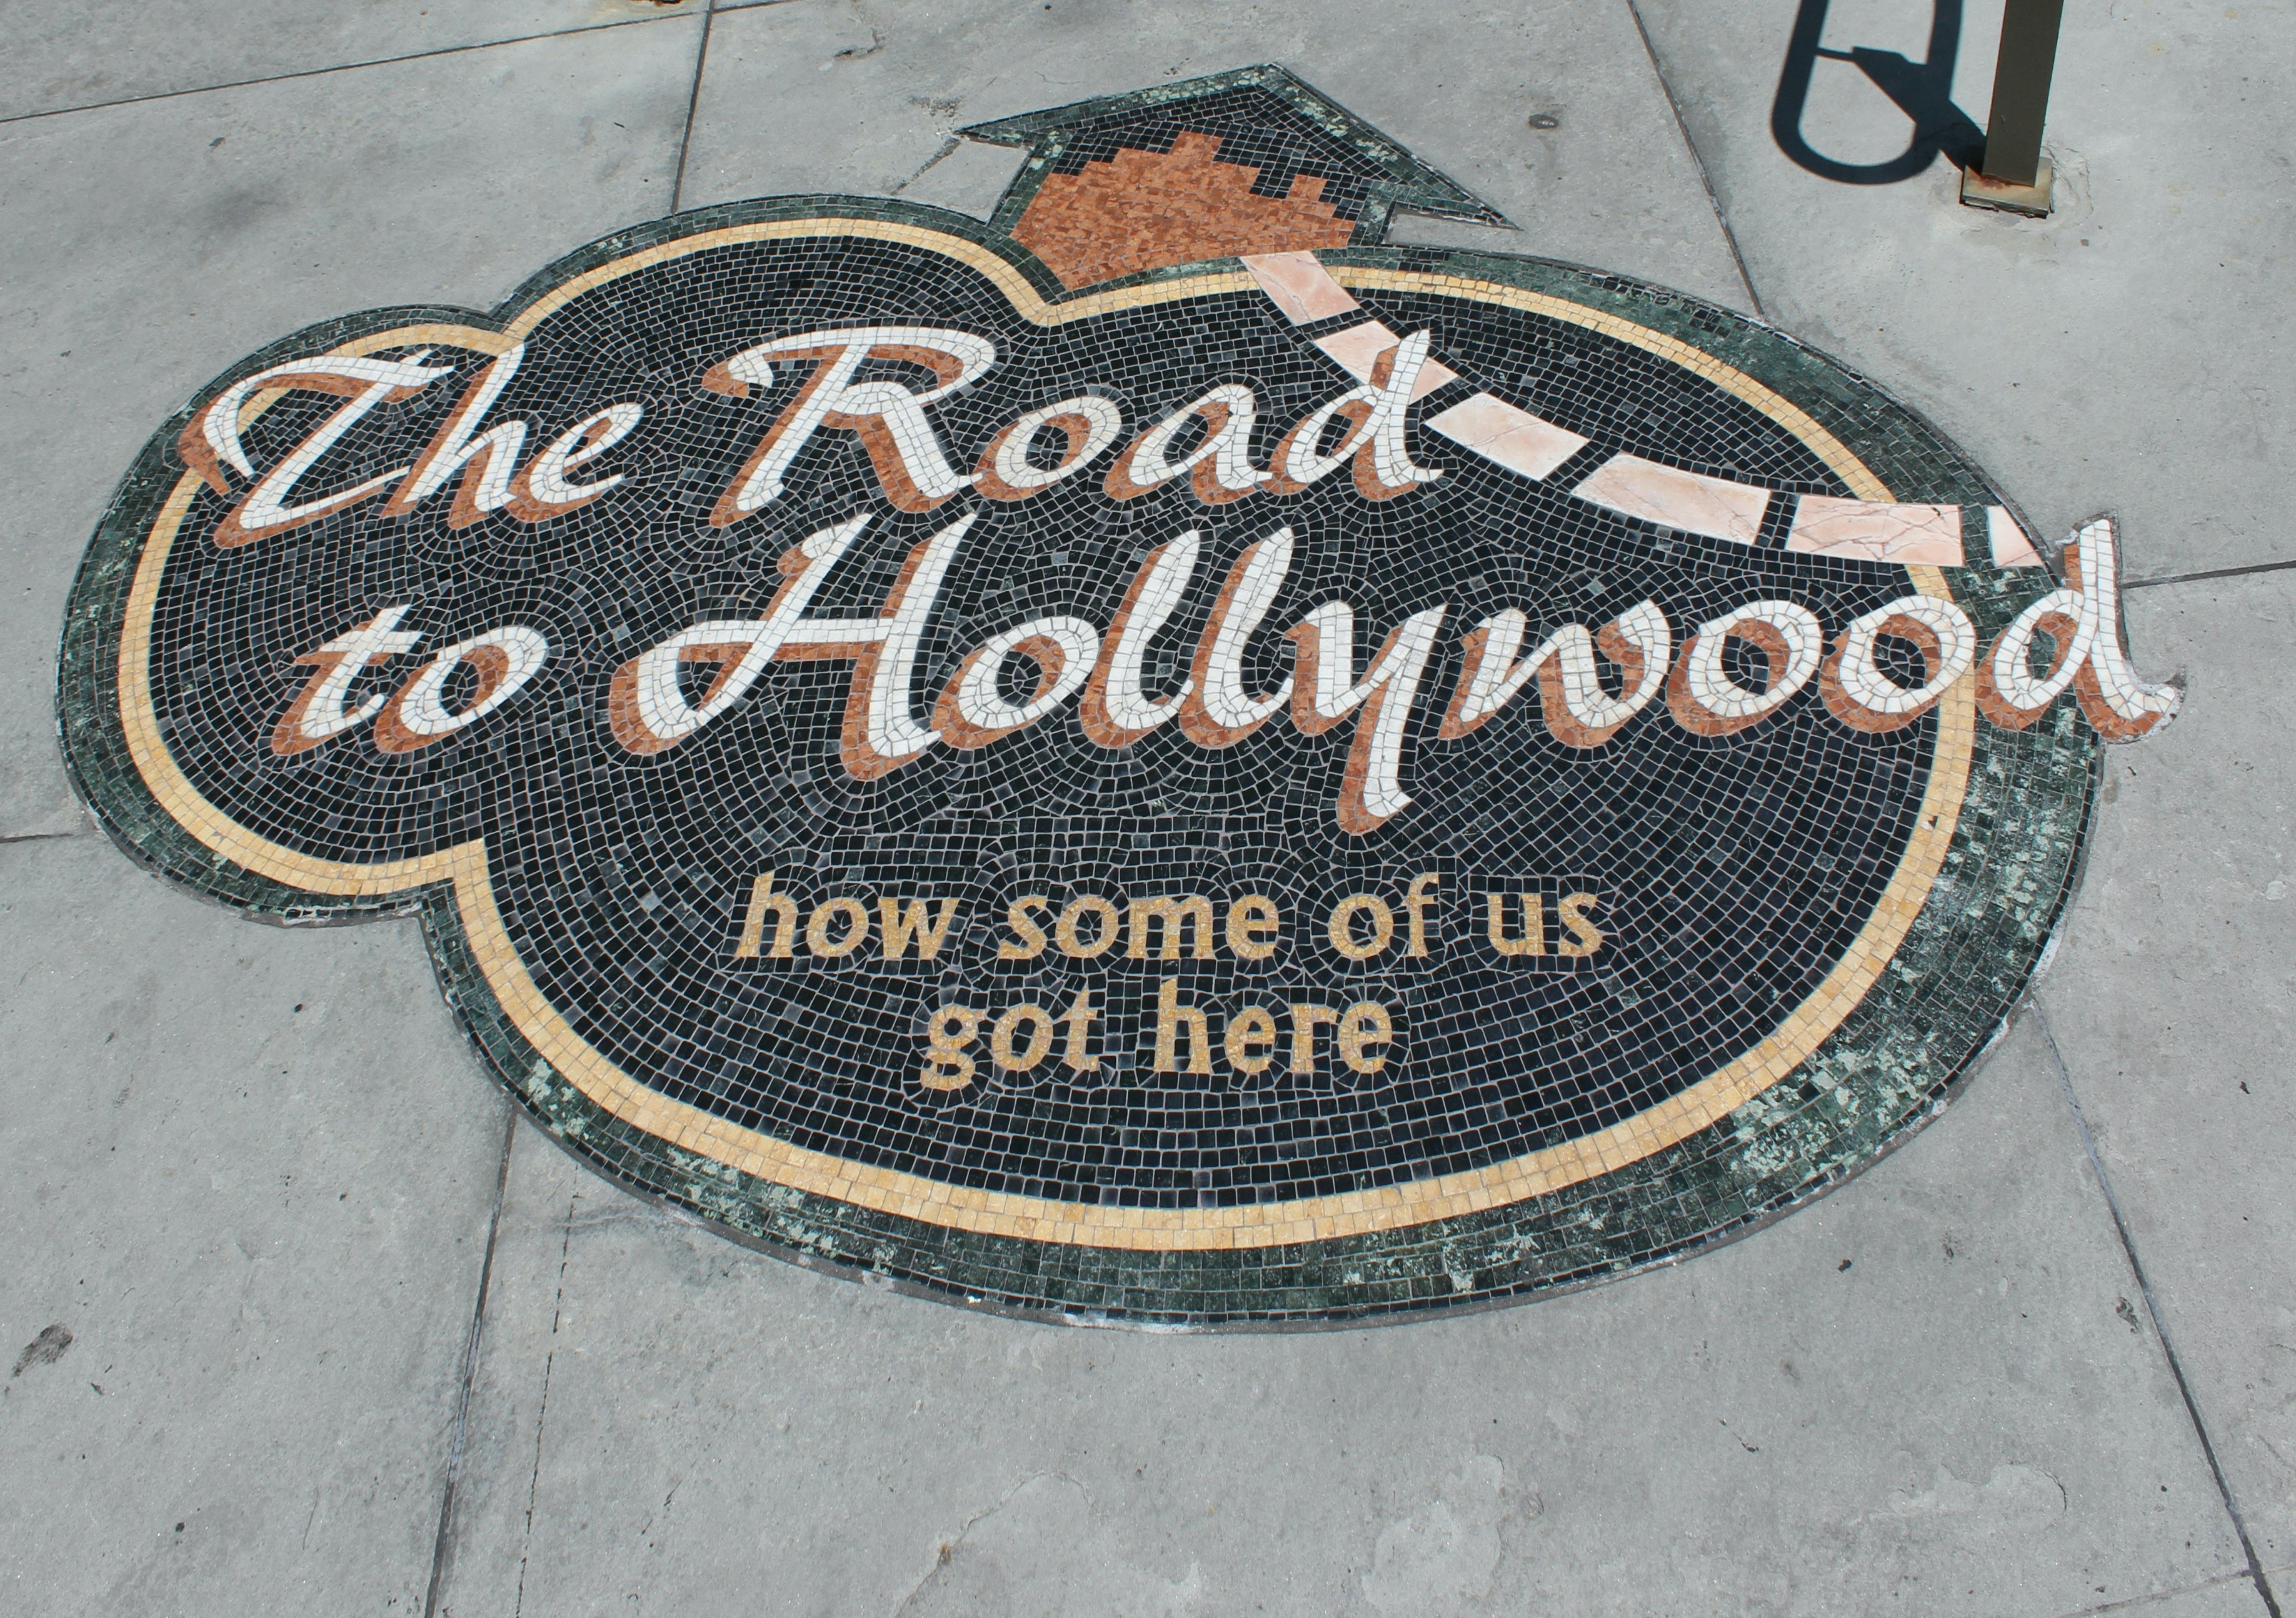 The Road
to Hollywood
how some of us
got here